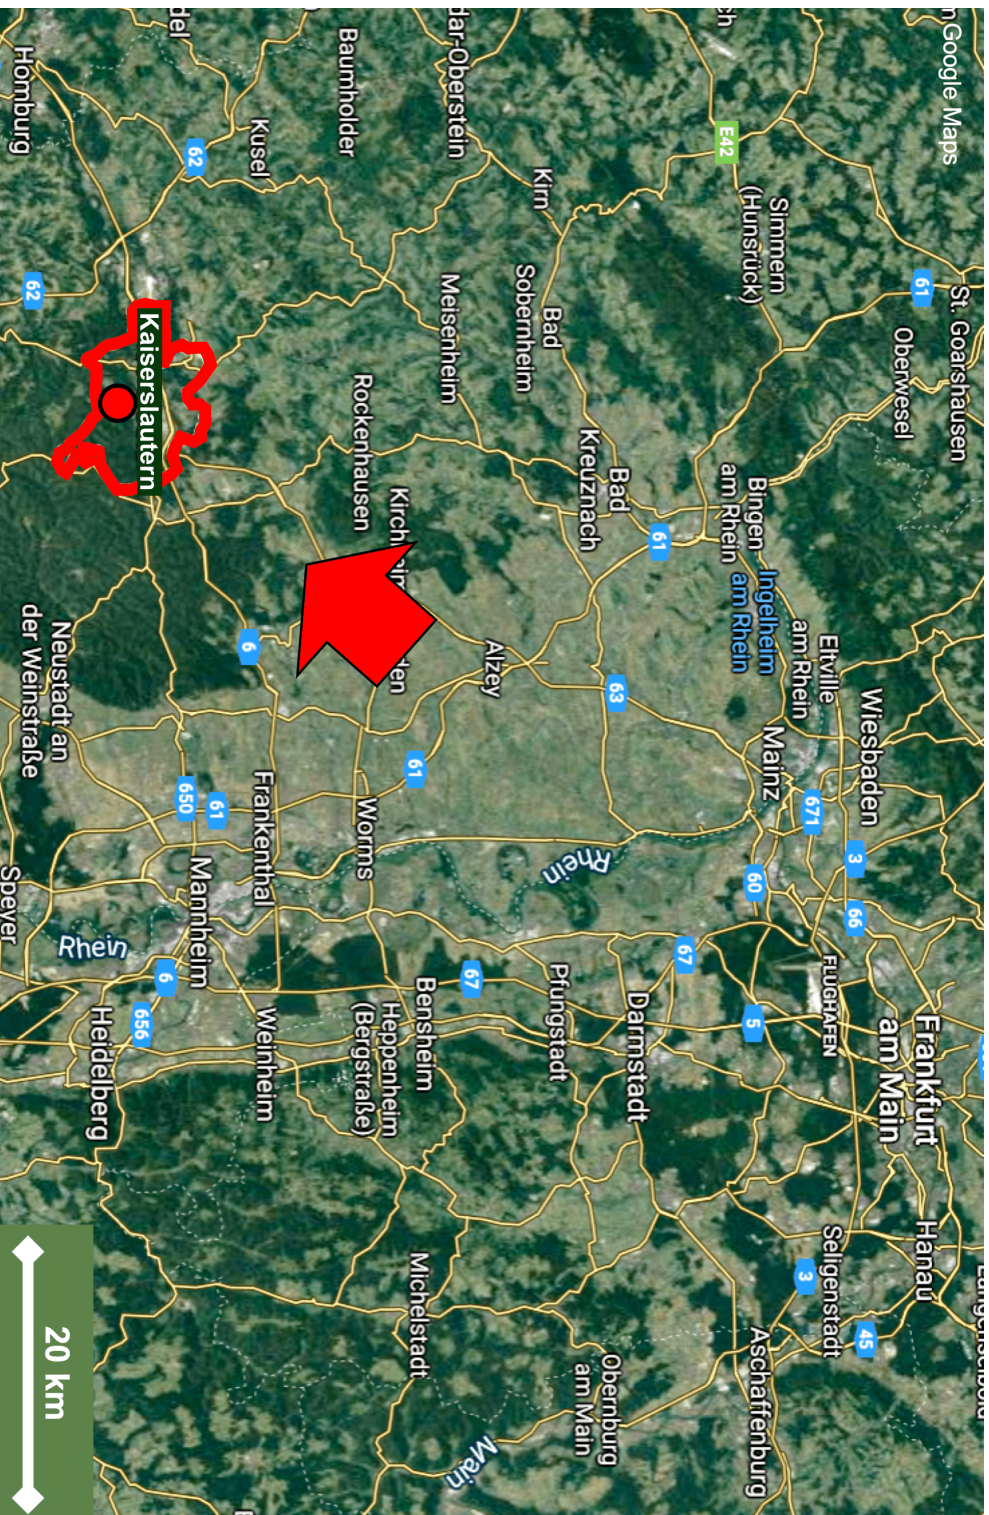 Google Maps
St. Goarshausen
Frankfurt
am Main
Hanau
61
Oberwesel
Wiesbaden
45
3
66
Eltville
am Rhein
FLUGHAFEN
Seligenstadt
671
3
Simmern
(Hunsrück)
Mainz
Ingelheim
am Rhein
Bingen
am Rhein
Aschaffenburg
60
5
E42
67
61
Darmstadt
Bad
Kreuznach
63
Obernburg
am Main
Rhein
Pfungstadt
Bad
Sobernheim
Kirn
Alzey
67
Main
Meisenheim
Bensheim
Michelstadt
61
Rockenhausen
Worms
Heppenheim
(Bergstraße)
Baumholder
Kusel
Frankenthal
Weinheim
6
61
62
650
Mannheim
6
656
Kaiserslautern
Rhein
Heidelberg
Neustadt an
der Weinstraße
62
Homburg
Speyer
20 km